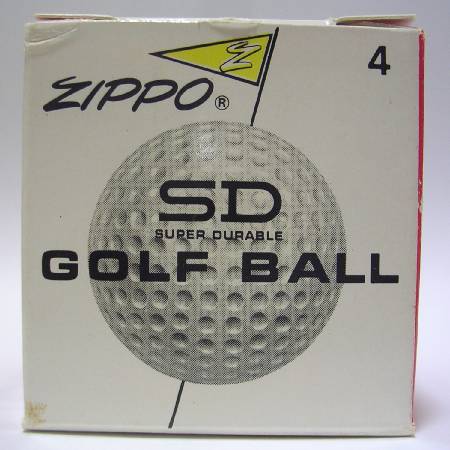 ZIPPO®
Z
4
SD
SUPER DURABLE
GOLF BALL